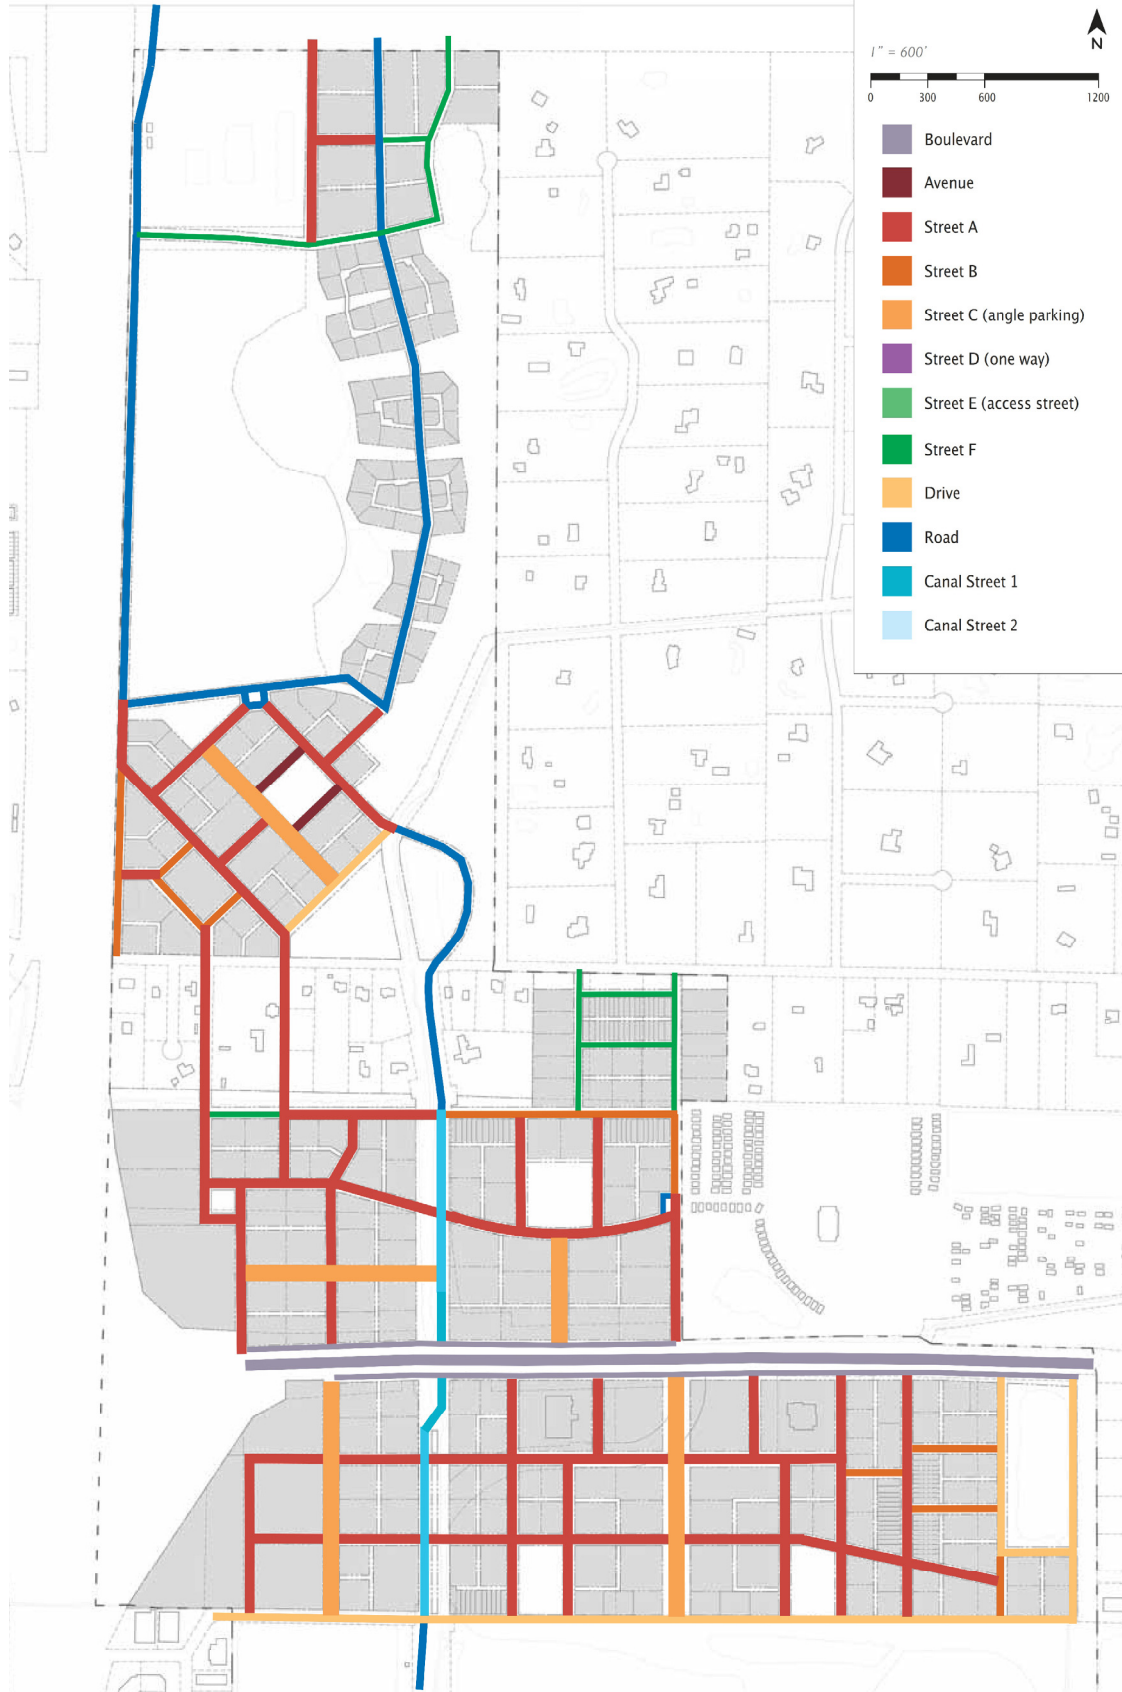 N
1" = 600'
0 300 600 1200
Boulevard
Avenue
Street A
Street B
Street C (angle parking)
Street D (one way)
Street E (access street)
Street F
Drive
Road
Canal Street 1
Canal Street 2